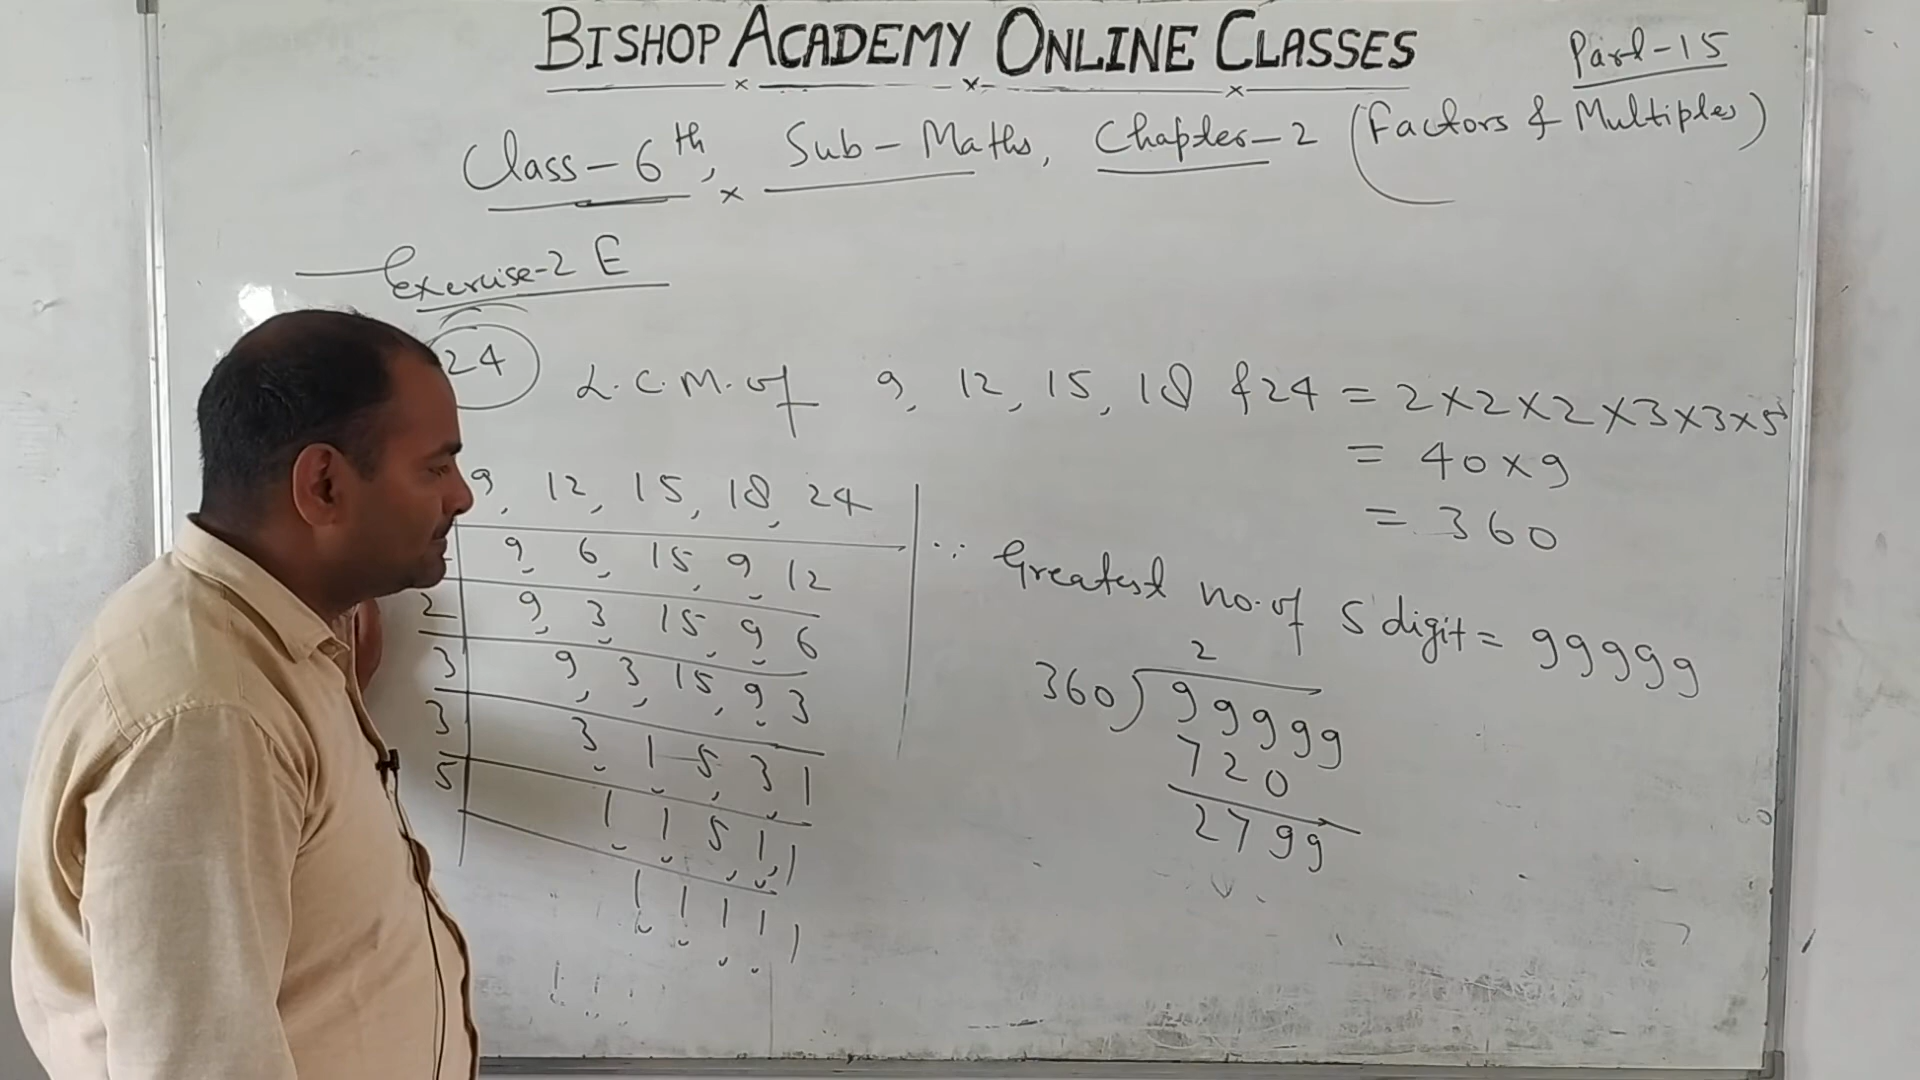 BISHOP ACADEMY ONLINE CLASSES
Part-15
Class-6th, Sub-Maths, Chapter-2 (Factors & Multiples)
Exercise-2 E
24 L.C.M. of 9, 12, 15, 18 & 24 = 2×2×2×3×3×5
= 40×9
= 360
9, 12, 15, 18, 24
9, 6, 15, 9, 12
2 9, 3, 15, 9, 6
3 9, 3, 15, 9, 3
3 3, 1, 5, 3, 1
5 1, 1, 5, 1, 1
1, 1, 1, 1, 1
∵ Greatest no. of 5 digit = 99999
2
360) 99999
720
2799